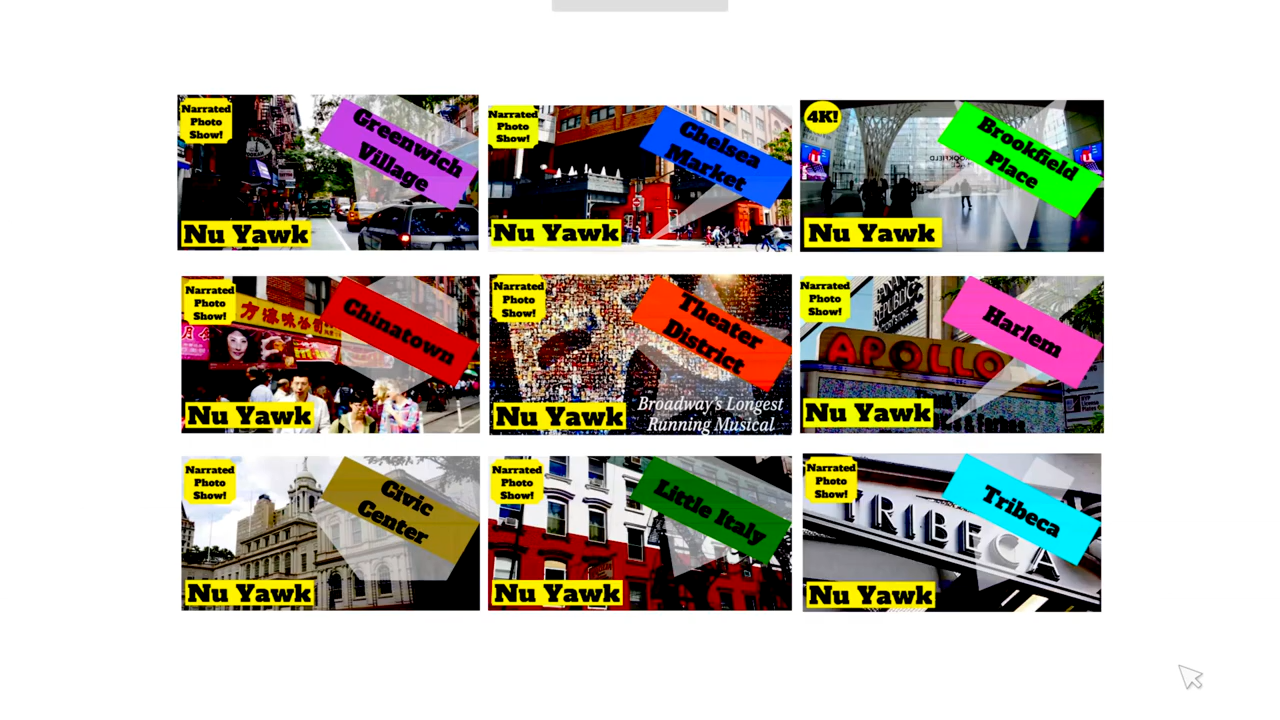 Narrated
Photo
Show!
Greenwich
Village
Nu Yawk
Narrated
Photo
Show!
Chelsea
Market
Nu Yawk
4K!
Brookfield
Place
Nu Yawk
Narrated
Photo
Show!
Chinatown
Nu Yawk
Narrated
Photo
Show!
Theater
District
Nu Yawk
Broadway's Longest
Running Musical
Narrated
Photo
Show!
BANANA
REPUBLIC
Harlem
APOLLO
Nu Yawk
Narrated
Photo
Show!
Civic
Center
Nu Yawk
Narrated
Photo
Show!
Little Italy
Nu Yawk
Narrated
Photo
Show!
Tribeca
TRIBECA
Nu Yawk